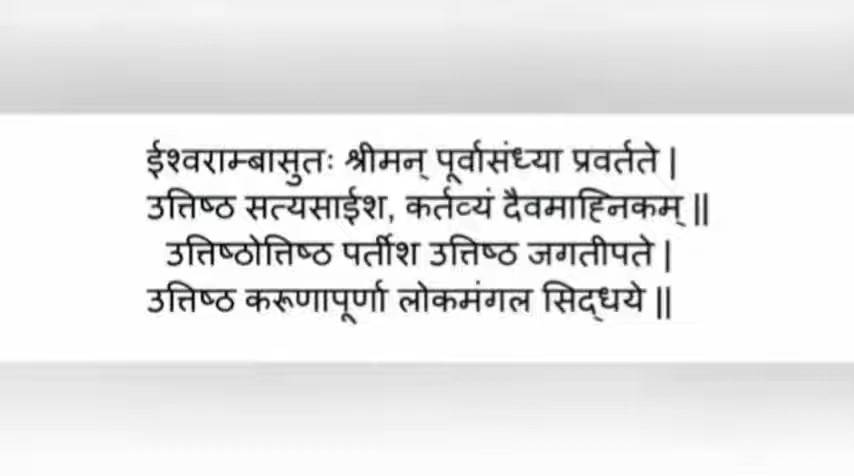 ईश्वराम्बासुतः श्रीमन् पूर्वासंध्या प्रवर्तते |
उत्तिष्ठ सत्यसाईश, कर्तव्यं दैवमाह्निकम् ||
उत्तिष्ठोत्तिष्ठ पर्तीश उत्तिष्ठ जगतीपते |
उत्तिष्ठ करूणापूर्णा लोकमंगल सिद्धये ||